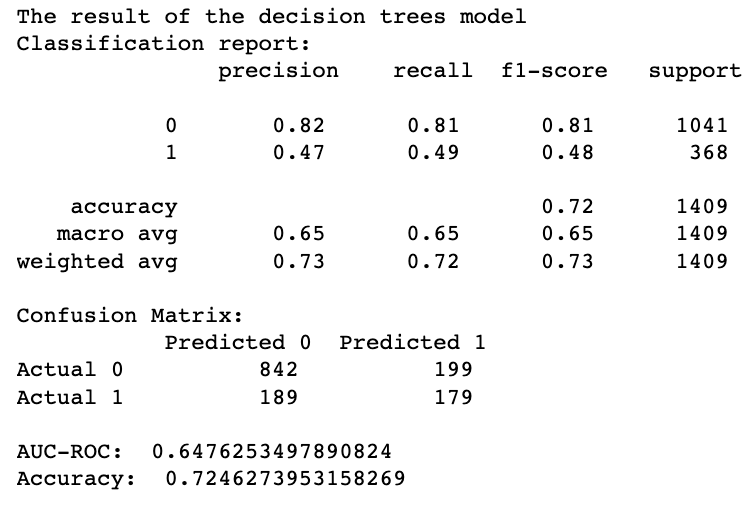 The result of the decision trees model
Classification report:
precision recall f1-score support
0 0.82 0.81 0.81 1041
1 0.47 0.49 0.48 368
accuracy 0.72 1409
macro avg 0.65 0.65 0.65 1409
weighted avg 0.73 0.72 0.73 1409
Confusion Matrix:
Predicted 0 Predicted 1
Actual 0 842 199
Actual 1 189 179
AUC-ROC: 0.6476253497890824
Accuracy: 0.7246273953158269